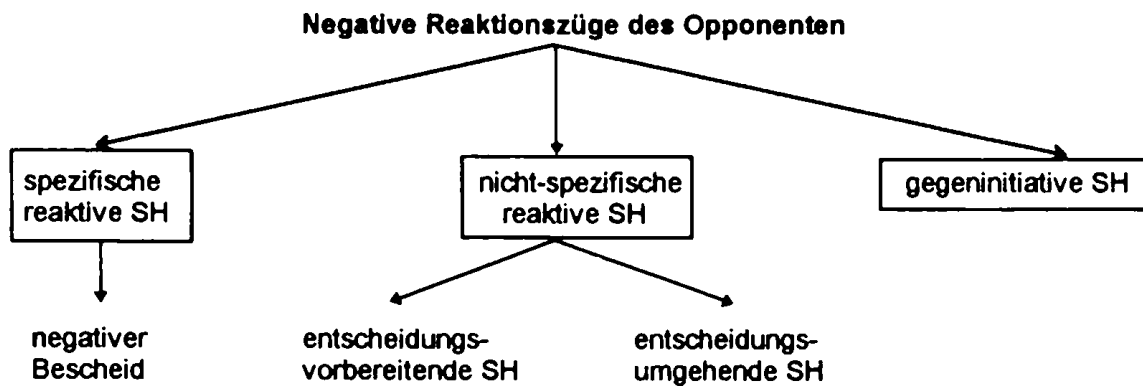 Negative Reaktionszüge des Opponenten
spezifische
reaktive SH
nicht-spezifische
reaktive SH
gegeninitiative SH
negativer
Bescheid
entscheidungs-
vorbereitende SH
entscheidungs-
umgehende SH